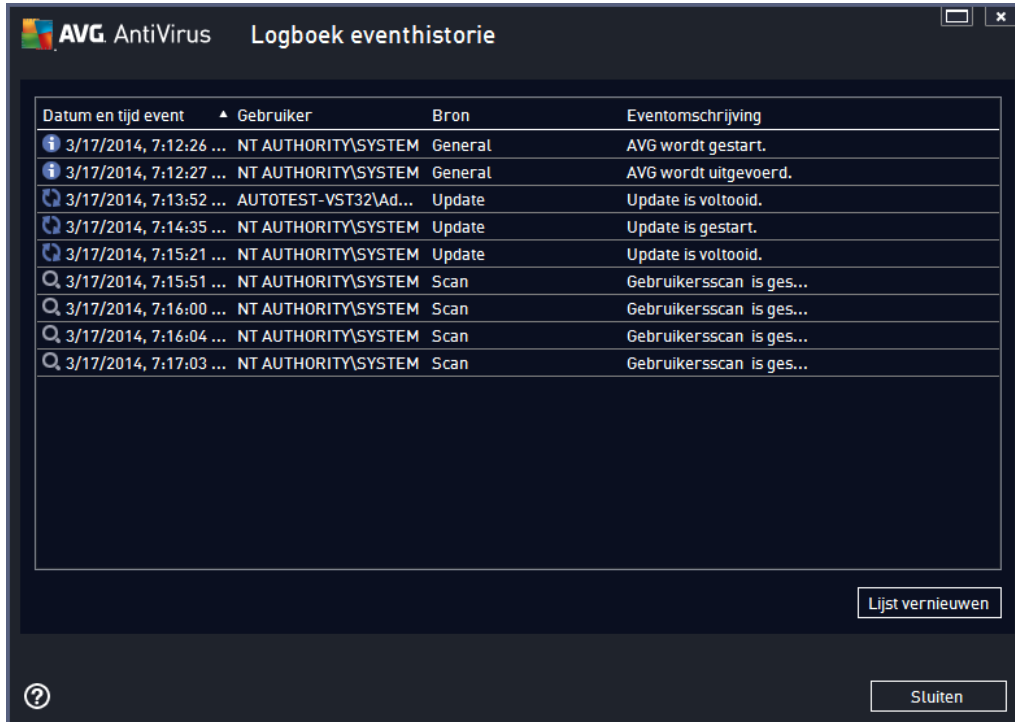 AVG AntiVirus Logboek eventhistorie
Datum en tijd event Gebruiker Bron Eventomschrijving
3/17/2014, 7:12:26 ... NT AUTHORITY\SYSTEM General AVG wordt gestart.
3/17/2014, 7:12:27 ... NT AUTHORITY\SYSTEM General AVG wordt uitgevoerd.
3/17/2014, 7:13:52 ... AUTOTEST-VST32\Ad... Update Update is voltooid.
3/17/2014, 7:14:35 ... NT AUTHORITY\SYSTEM Update Update is gestart.
3/17/2014, 7:15:21 ... NT AUTHORITY\SYSTEM Update Update is voltooid.
3/17/2014, 7:15:51 ... NT AUTHORITY\SYSTEM Scan Gebruikersscan is ges...
3/17/2014, 7:16:00 ... NT AUTHORITY\SYSTEM Scan Gebruikersscan is ges...
3/17/2014, 7:16:04 ... NT AUTHORITY\SYSTEM Scan Gebruikersscan is ges...
3/17/2014, 7:17:03 ... NT AUTHORITY\SYSTEM Scan Gebruikersscan is ges...
Lijst vernieuwen
Sluiten